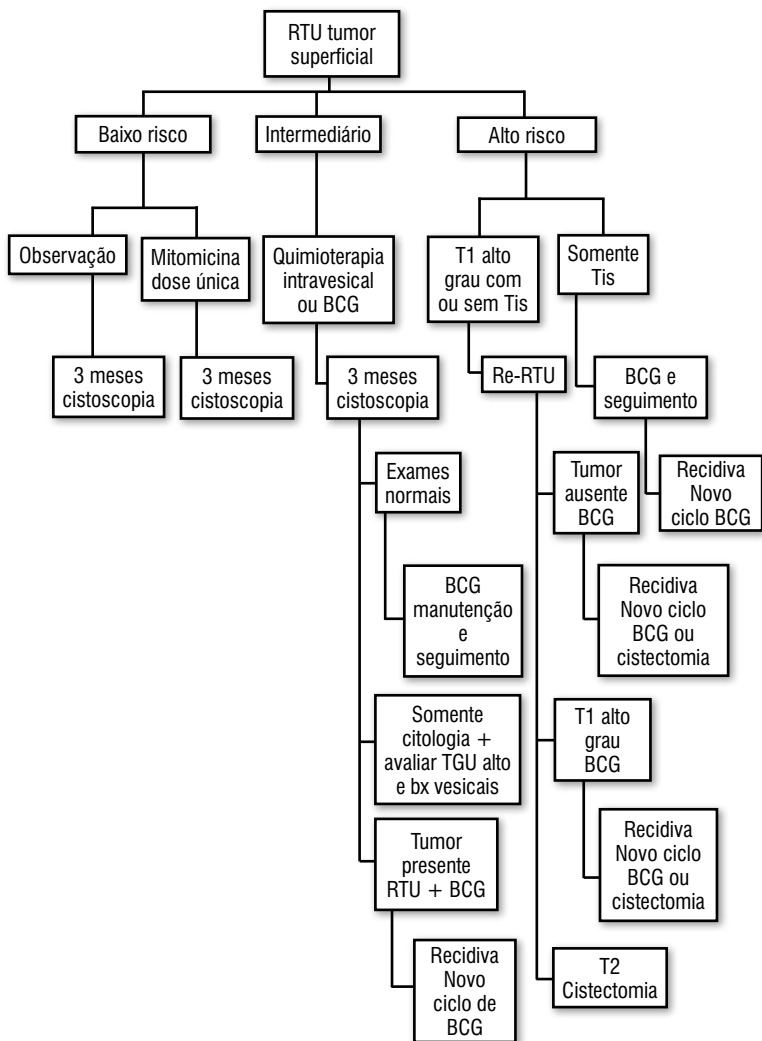 RTU tumor
superficial
Baixo risco
Intermediário
Alto risco
Observação
Mitomicina
dose única
Quimioterapia
intravesical
ou BCG
T1 alto
grau com
ou sem Tis
Somente
Tis
3 meses
cistoscopia
3 meses
cistoscopia
3 meses
cistoscopia
Re-RTU
BCG e
seguimento
Exames
normais
Tumor
ausente
BCG
Recidiva
Novo
ciclo BCG
BCG
manutenção
e
seguimento
Recidiva
Novo ciclo
BCG ou
cistectomia
Somente
citologia +
avaliar TGU alto
e bx vesicais
T1 alto
grau
BCG
Tumor
presente
RTU + BCG
Recidiva
Novo ciclo
BCG ou
cistectomia
Recidiva
Novo
ciclo de
BCG
T2
Cistectomia